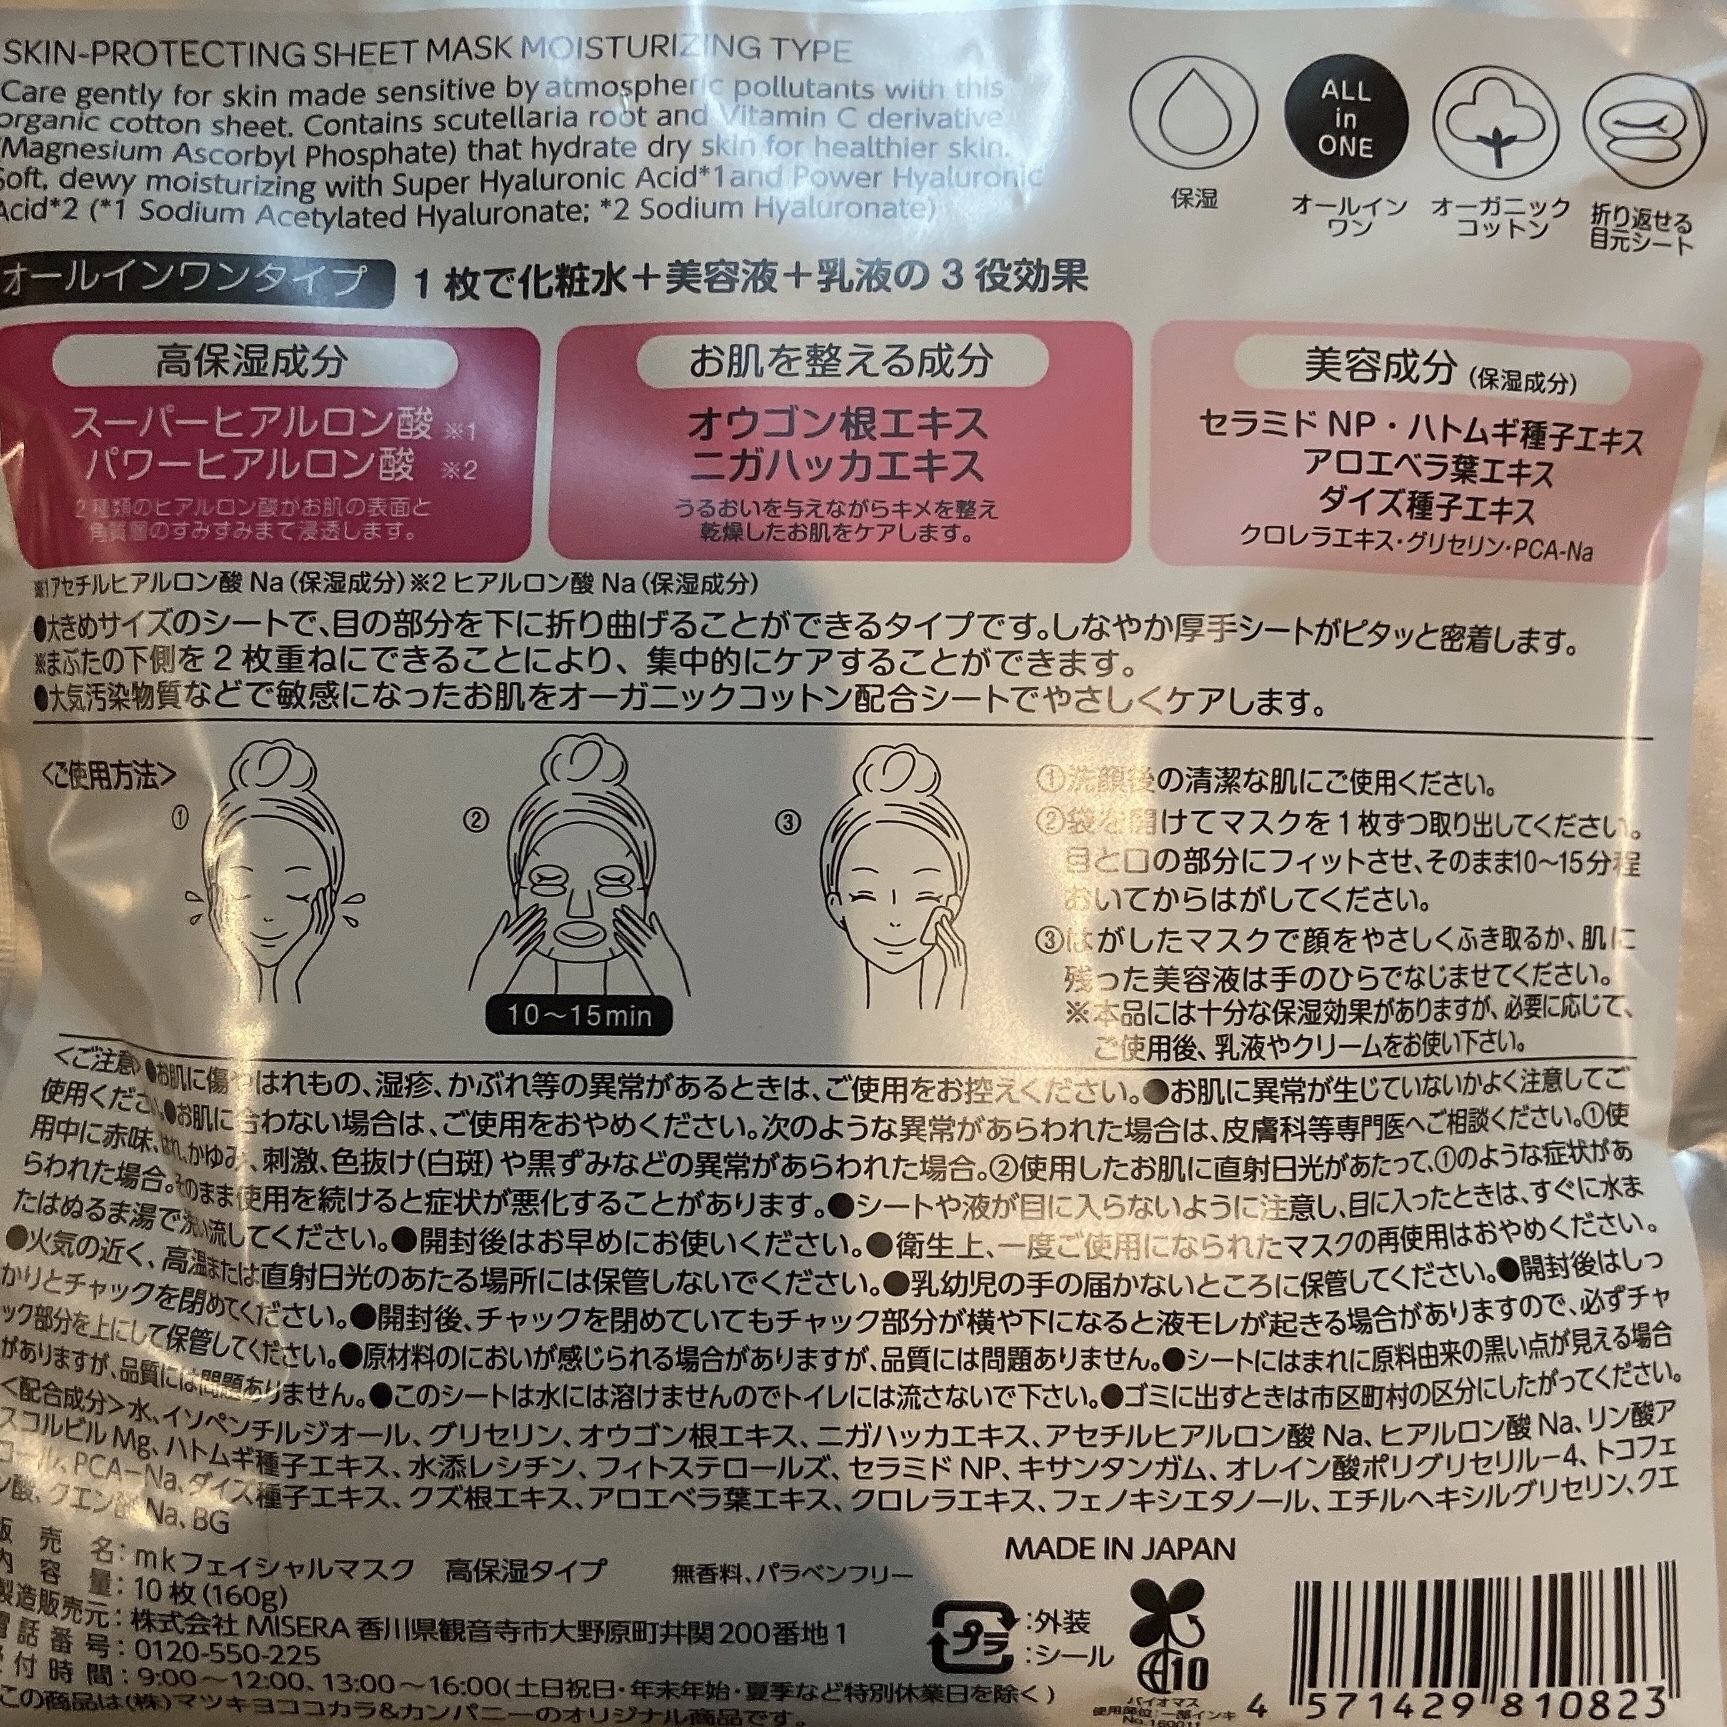 SKIN-PROTECTING SHEET MASK MOISTURIZING TYPE
Care gently for skin made sensitive by atmospheric pollutants with this
organic cotton sheet. Contains scutellaria root and Vitamin C derivative
(Magnesium Ascorbyl Phosphate) that hydrate dry skin for healthier skin.
Soft, dewy moisturizing with Super Hyaluronic Acid*1and Power Hyaluronic
Acid*2 (*1 Sodium Acetylated Hyaluronate; *2 Sodium Hyaluronate)
ALL
in
ONE
保湿
オールイン
ワン
オーガニック
コットン
折り返せる
目元シート
オールインワンタイプ 1枚で化粧水＋美容液＋乳液の3役効果
高保湿成分
スーパーヒアルロン酸 ※1
パワーヒアルロン酸 ※2
2種類のヒアルロン酸がお肌の表面と
角質層のすみずみまで浸透します。
お肌を整える成分
オウゴン根エキス
ニガハッカエキス
うるおいを与えながらキメを整え
乾燥したお肌をケアします。
美容成分 (保湿成分)
セラミド NP・ハトムギ種子エキス
アロエベラ葉エキス
ダイズ種子エキス
クロレラエキス・グリセリン・PCA-Na
※1アセチルヒアルロン酸 Na (保湿成分) ※2 ヒアルロン酸 Na (保湿成分)
●大きめサイズのシートで、目の部分を下に折り曲げることができるタイプです。しなやか厚手シートがピタッと密着します。
※まぶたの下側を2枚重ねにできることにより、集中的にケアすることができます。
●大気汚染物質などで敏感になったお肌をオーガニックコットン配合シートでやさしくケアします。
<ご使用方法>
①
②
③
10〜15min
①洗顔後の清潔な肌にご使用ください。
②袋を開けてマスクを1枚ずつ取り出してください。
目と口の部分にフィットさせ、そのまま10〜15分程
おいてからはがしてください。
③はがしたマスクで顔をやさしくふき取るか、肌に
残った美容液は手のひらでなじませてください。
※本品には十分な保湿効果がありますが、必要に応じて、
ご使用後、乳液やクリームをお使い下さい。
<ご注意>●お肌に傷やはれもの、湿疹、かぶれ等の異常があるときは、ご使用をお控えください。●お肌に異常が生じていないかよく注意してご
使用ください。●お肌に合わない場合は、ご使用をおやめください。次のような異常があらわれた場合は、皮膚科等専門医へご相談ください。①使
用中に赤味、はれ、かゆみ、刺激、色抜け(白斑)や黒ずみなどの異常があらわれた場合。②使用したお肌に直射日光があたって、①のような症状があ
らわれた場合。そのまま使用を続けると症状が悪化することがあります。●シートや液が目に入らないように注意し、目に入ったときは、すぐに水ま
たはぬるま湯で洗い流してください。●開封後はお早めにお使いください。●衛生上、一度ご使用になられたマスクの再使用はおやめください。
●火気の近く、高温または直射日光のあたる場所には保管しないでください。●乳幼児の手の届かないところに保管してください。●開封後はしっ
かりとチャックを閉めてください。●開封後、チャックを閉めていてもチャック部分が横や下になると液モレが起きる場合がありますので、必ずチャ
ック部分を上にして保管してください。●原材料のにおいが感じられる場合がありますが、品質には問題ありません。●シートにはまれに原料由来の黒い点が見える場合
がありますが、品質には問題ありません。●このシートは水には溶けませんのでトイレには流さないで下さい。●ゴミに出すときは市区町村の区分にしたがってください。
<配合成分>水、イソペンチルジオール、グリセリン、オウゴン根エキス、ニガハッカエキス、アセチルヒアルロン酸 Na、ヒアルロン酸 Na、リン酸ア
スコルビル Mg、ハトムギ種子エキス、水添レシチン、フィトステロールズ、セラミド NP、キサンタンガム、オレイン酸ポリグリセリル−4、トコフェ
ロール、PCA−Na、ダイズ種子エキス、クズ根エキス、アロエベラ葉エキス、クロレラエキス、フェノキシエタノール、エチルヘキシルグリセリン、クエ
ン酸、クエン酸 Na、BG
販 売 名：mkフェイシャルマスク 高保湿タイプ 無香料、パラベンフリー
内 容 量：10枚(160g)
製造販売元：株式会社 MISERA 香川県観音寺市大野原町井関200番地1
電話番号：0120-550-225
受付時間：9:00〜12:00、13:00〜16:00(土日祝日・年末年始・夏季など特別休業日を除く)
この商品は(株)マツキヨココカラ&カンパニーのオリジナル商品です。
MADE IN JAPAN
プラ
：外装
：シール
10
バイオマス
使用部位：一部インキ
No.160011
4 571429 810823